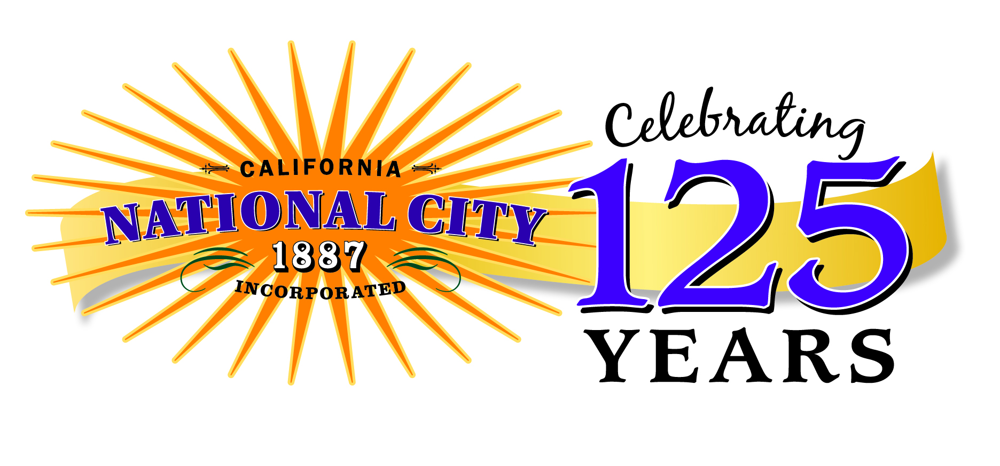 CALIFORNIA
NATIONAL CITY
1887
INCORPORATED
Celebrating
125
YEARS